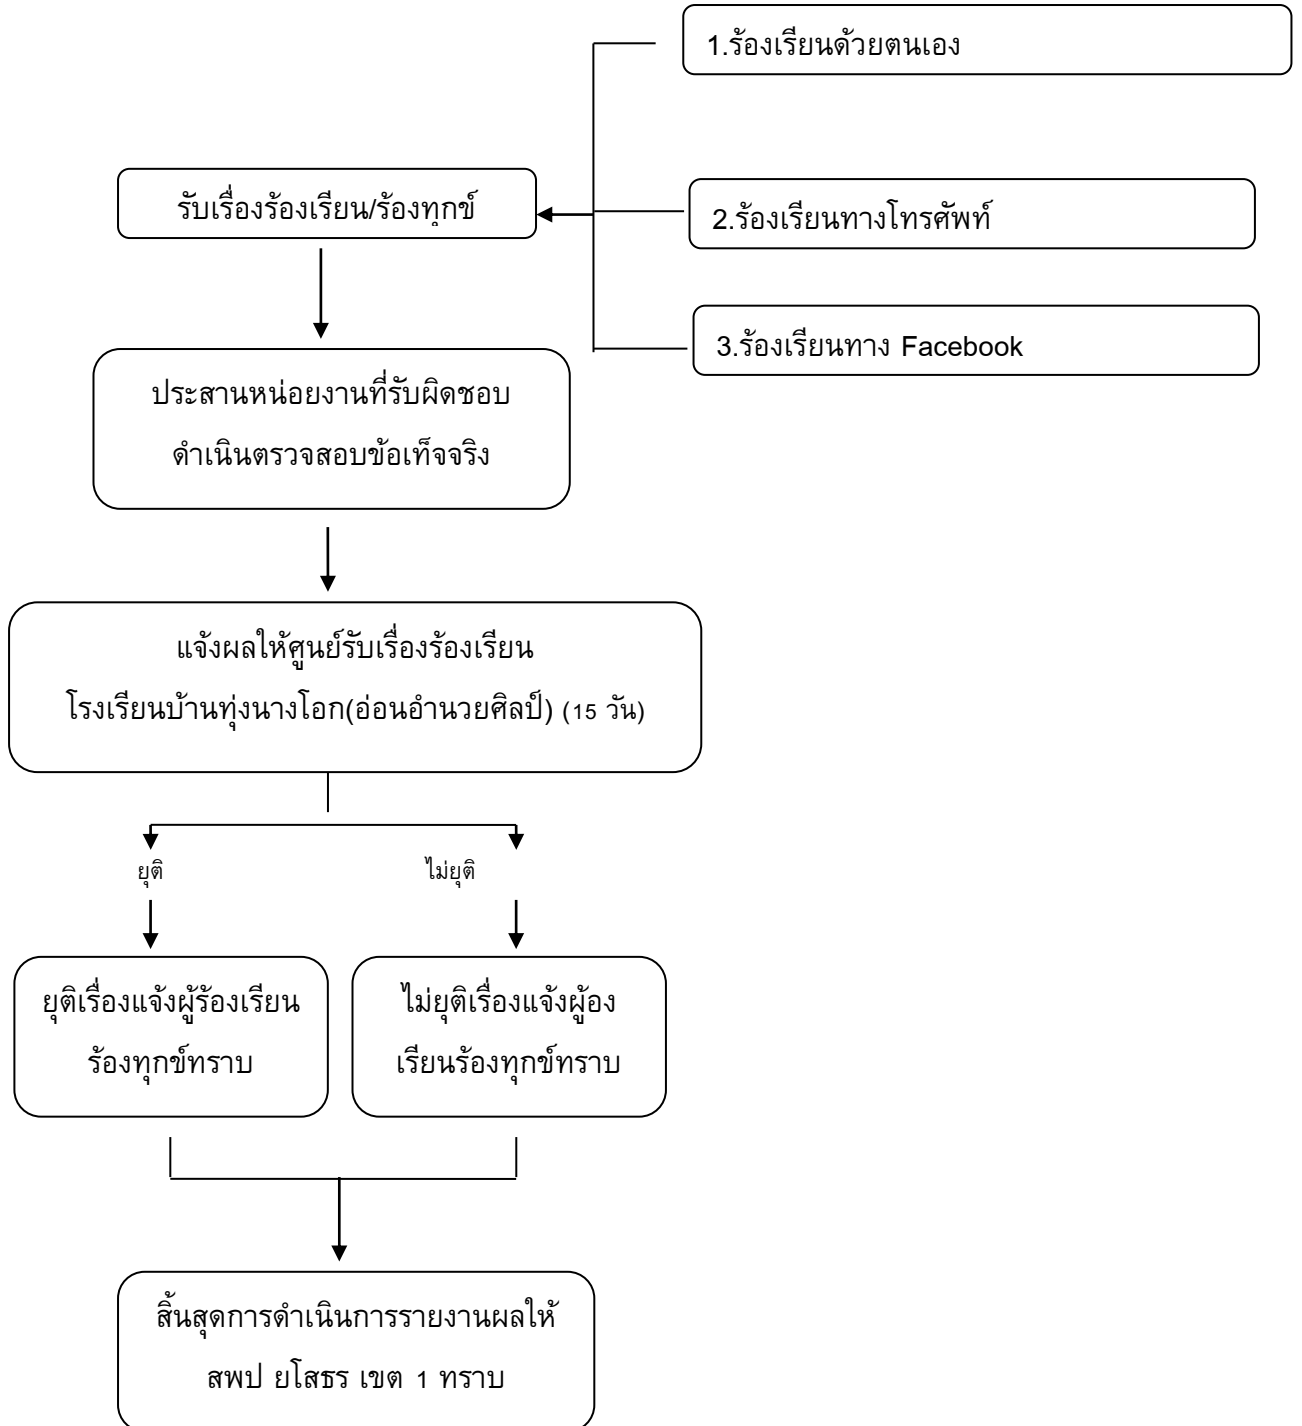 1.ร้องเรียนด้วยตนเอง
รับเรื่องร้องเรียน/ร้องทุกข์
2.ร้องเรียนทางโทรศัพท์
3.ร้องเรียนทาง Facebook
ประสานหน่อยงานที่รับผิดชอบ
ดำเนินตรวจสอบข้อเท็จจริง
แจ้งผลให้ศูนย์รับเรื่องร้องเรียน
โรงเรียนบ้านทุ่งนางโอก(อ่อนอำนวยศิลป์) (15 วัน)
ยุติ
ไม่ยุติ
ยุติเรื่องแจ้งผู้ร้องเรียน
ร้องทุกข์ทราบ
ไม่ยุติเรื่องแจ้งผู้อง
เรียนร้องทุกข์ทราบ
สิ้นสุดการดำเนินการรายงานผลให้
สพป ยโสธร เขต 1 ทราบ